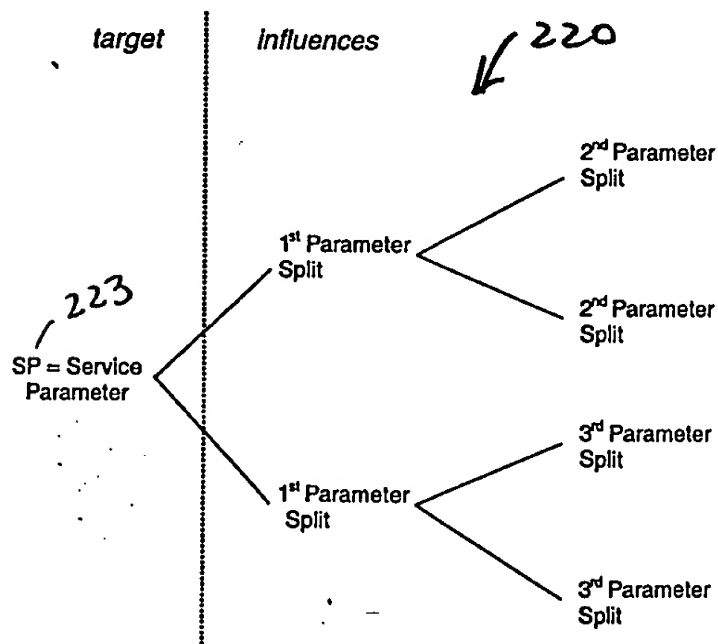 target
influences
220
2nd Parameter
Split
1st Parameter
Split
2nd Parameter
Split
223
SP = Service
Parameter
3rd Parameter
Split
1st Parameter
Split
3rd Parameter
Split